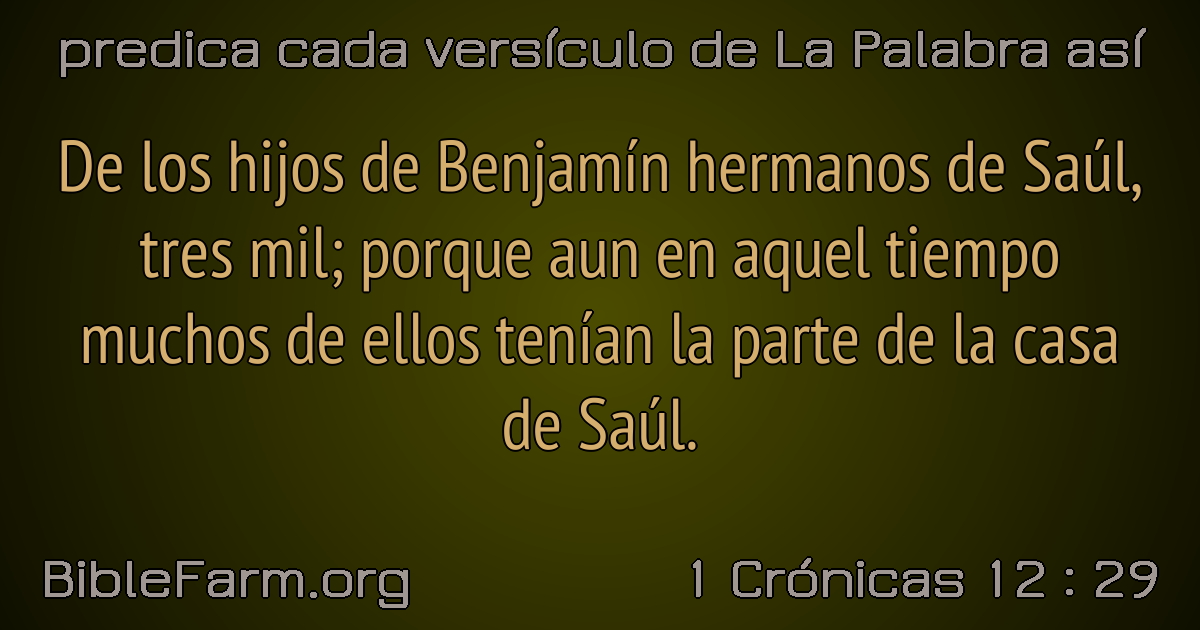 predica cada versículo de La Palabra así
De los hijos de Benjamín hermanos de Saúl,
tres mil; porque aun en aquel tiempo
muchos de ellos tenían la parte de la casa
de Saúl.
BibleFarm.org
1 Crónicas 12 : 29